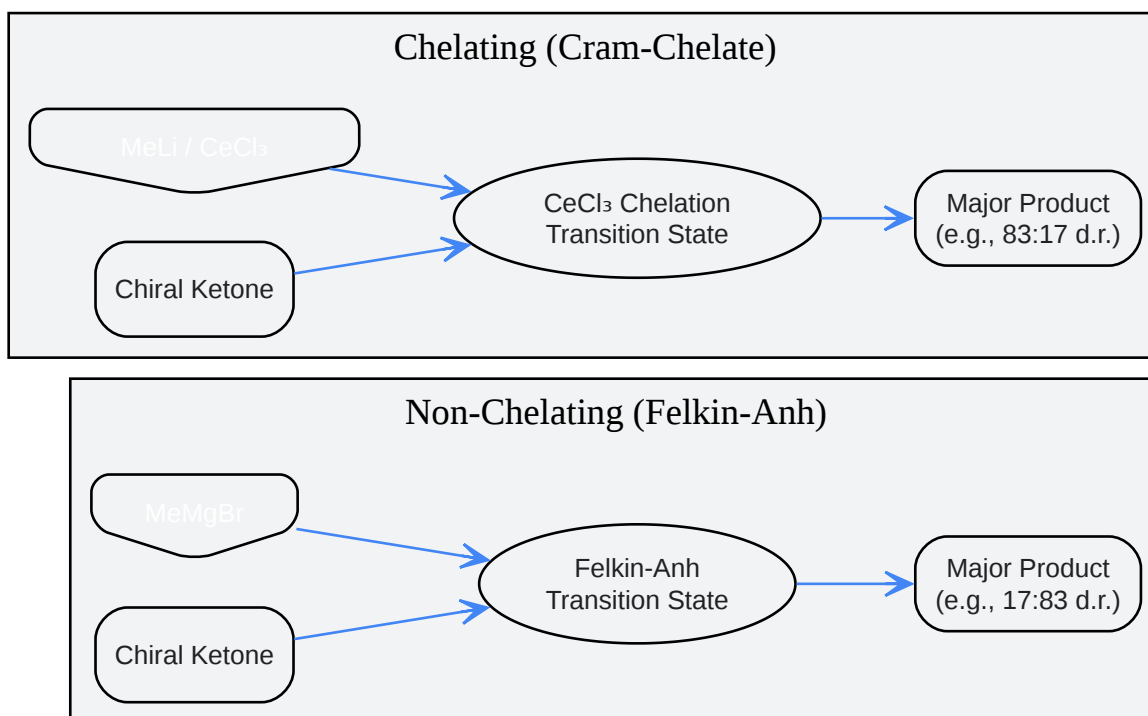 Chelating (Cram-Chelate)
MeLi / CeCl₃
Chiral Ketone
CeCl₃ Chelation
Transition State
Major Product
(e.g., 83:17 d.r.)
Non-Chelating (Felkin-Anh)
MeMgBr
Chiral Ketone
Felkin-Anh
Transition State
Major Product
(e.g., 17:83 d.r.)